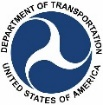 DEPARTMENT OF TRANSPORTATION
UNITED STATES OF AMERICA